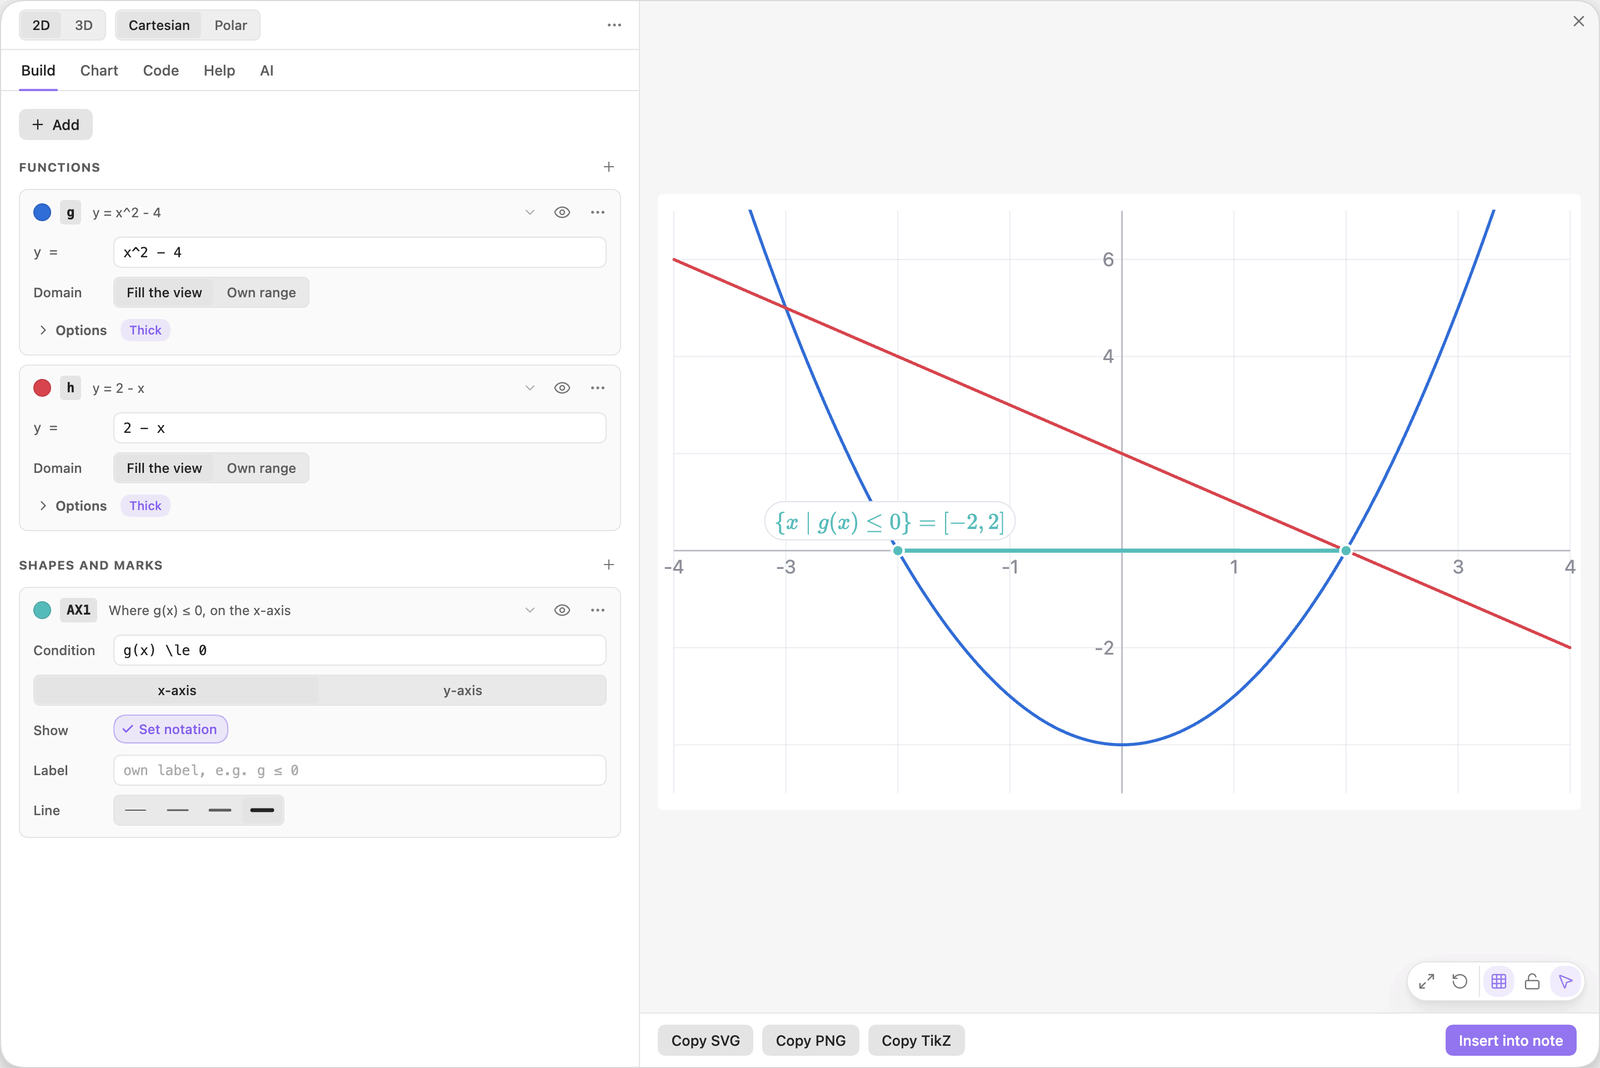 2D 3D Cartesian Polar
Build Chart Code Help AI
+ Add
FUNCTIONS
g y = x^2 - 4
y = x^2 − 4
Domain Fill the view Own range
Options Thick
h y = 2 - x
y = 2 − x
Domain Fill the view Own range
Options Thick
SHAPES AND MARKS
AX1 Where g(x) ≤ 0, on the x-axis
Condition g(x) \le 0
x-axis y-axis
Show Set notation
Label own label, e.g. g ≤ 0
Line
6
4
{x | g(x) ≤ 0} = [−2, 2]
-4 -3 -1 1 3 4
-2
Copy SVG Copy PNG Copy TikZ Insert into note